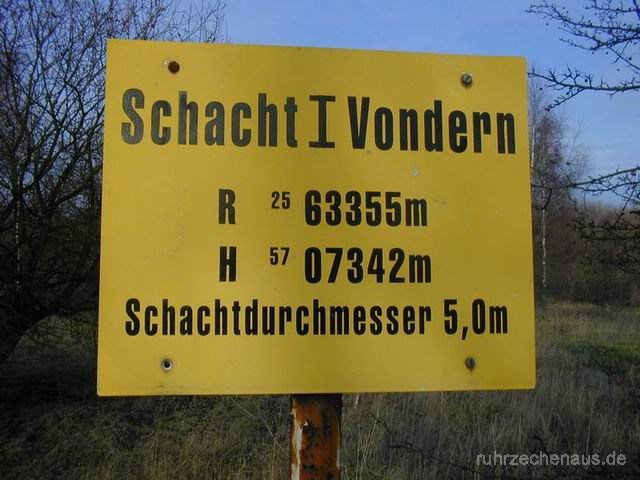 Schacht I Vondern
R 25 63355m
H 57 07342m
Schachtdurchmesser 5,0m
ruhrzechenaus.de